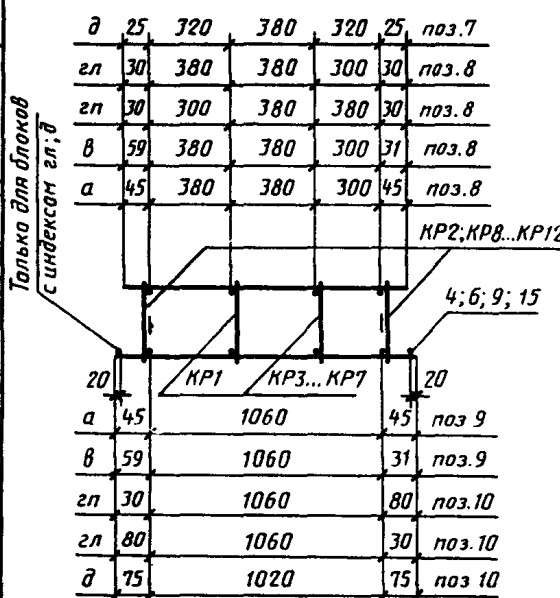 д 25 320 380 320 25 поз.7
гл 30 380 380 300 30 поз.8
гп 30 300 380 380 30 поз.8
в 59 380 380 300 31 поз.8
а 45 380 380 300 45 поз.8
Только для блоков
с индексом гл; д
КР2; КР8...КР12
4; 6; 9; 15
20 КР1 КР3...КР7 20
а 45 1060 45 поз 9
в 59 1060 31 поз.9
гп 30 1060 80 поз.10
гл 80 1060 30 поз.10
д 75 1020 75 поз 10